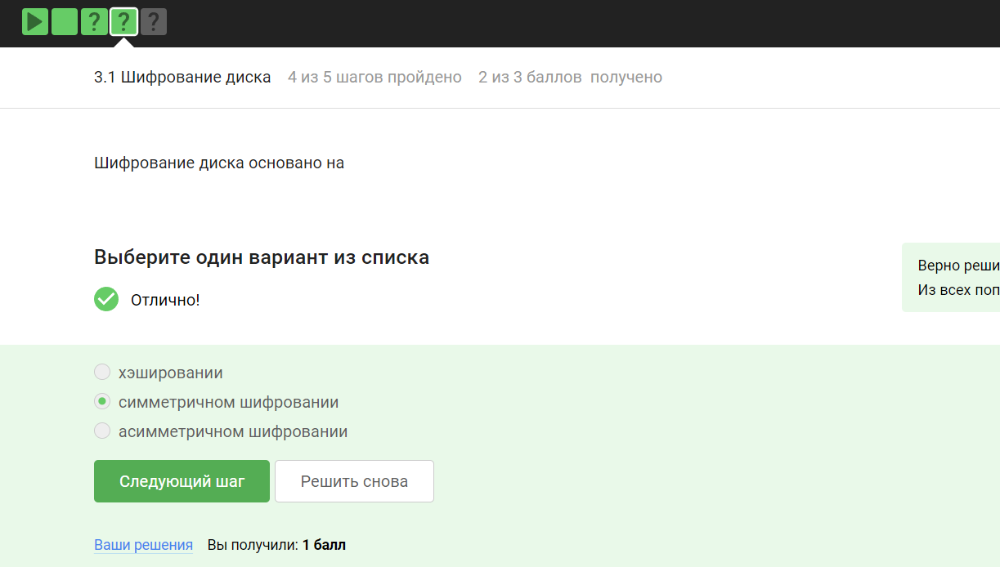 ? ? ?
3.1 Шифрование диска 4 из 5 шагов пройдено 2 из 3 баллов получено
Шифрование диска основано на
Выберите один вариант из списка
Отлично!
Верно
Из всех
хэшировании
симметричном шифровании
асимметричном шифровании
Следующий шаг Решить снова
Ваши решения Вы получили: 1 балл